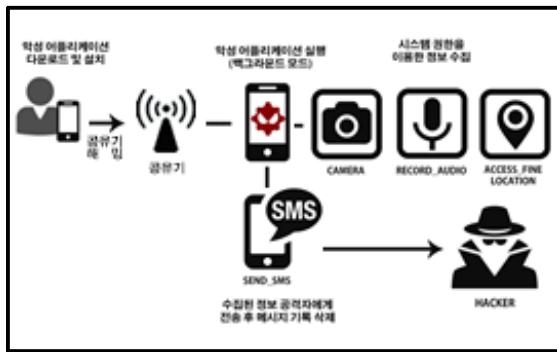 악성 어플리케이션
다운로드 및 설치
악성 어플리케이션 실행
(백그라운드 모드)
시스템 권한을
이용한 정보 수집
공유기
해 킹
공유기
CAMERA
RECORD_AUDIO
ACCESS_FINE
LOCATION
SMS
SEND_SMS
HACKER
수집된 정보 공격자에게
전송 후 메시지 기록 삭제